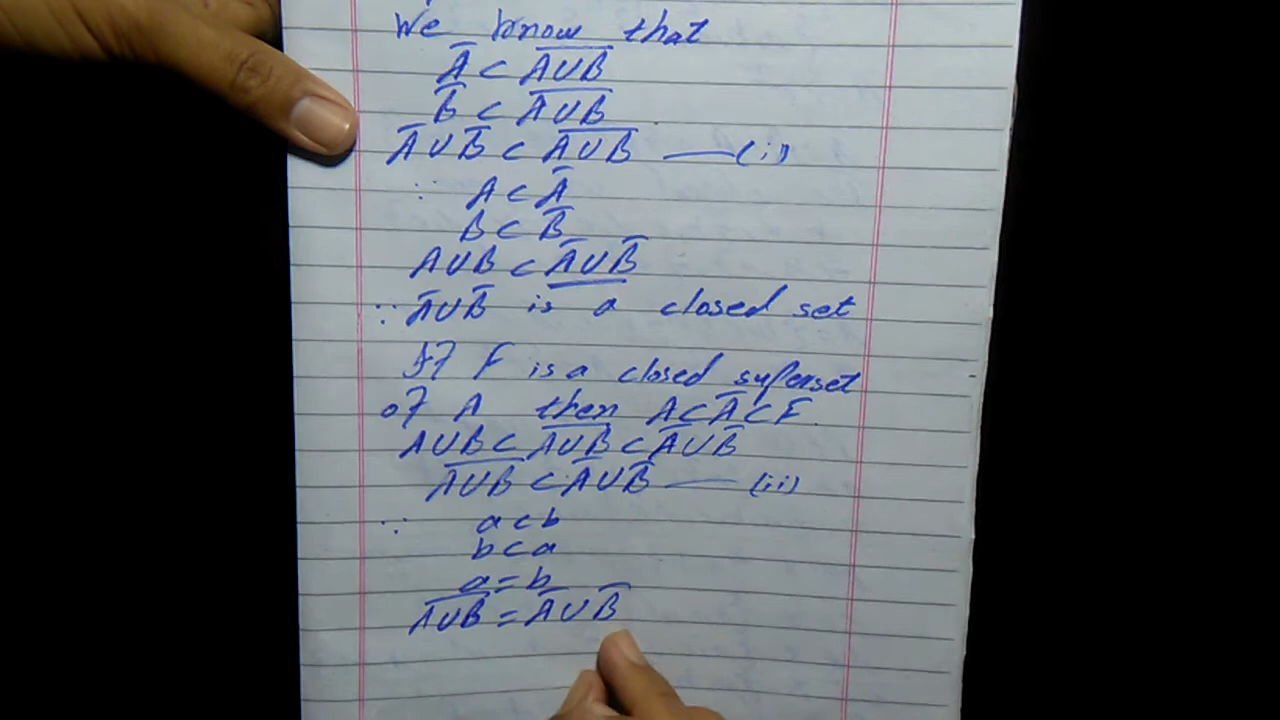 We know that
A̅ ⊂ A̅∪̅B̅
B̅ ⊂ A̅∪̅B̅
A̅ ∪ B̅ ⊂ A̅∪̅B̅ —— (i)
∵ A ⊂ A̅
B ⊂ B̅
A∪B ⊂ A̅ ∪ B̅
∵ A̅ ∪ B̅ is a closed set
If F is a closed superset
of A then A ⊂ A̅ ⊂ F
A∪B ⊂ A̅∪̅B̅ ⊂ A̅ ∪ B̅
A̅∪̅B̅ ⊂ A̅ ∪ B̅ —— (ii)
∵ a ⊂ b
b ⊂ a
a = b
A̅∪̅B̅ = A̅ ∪ B̅